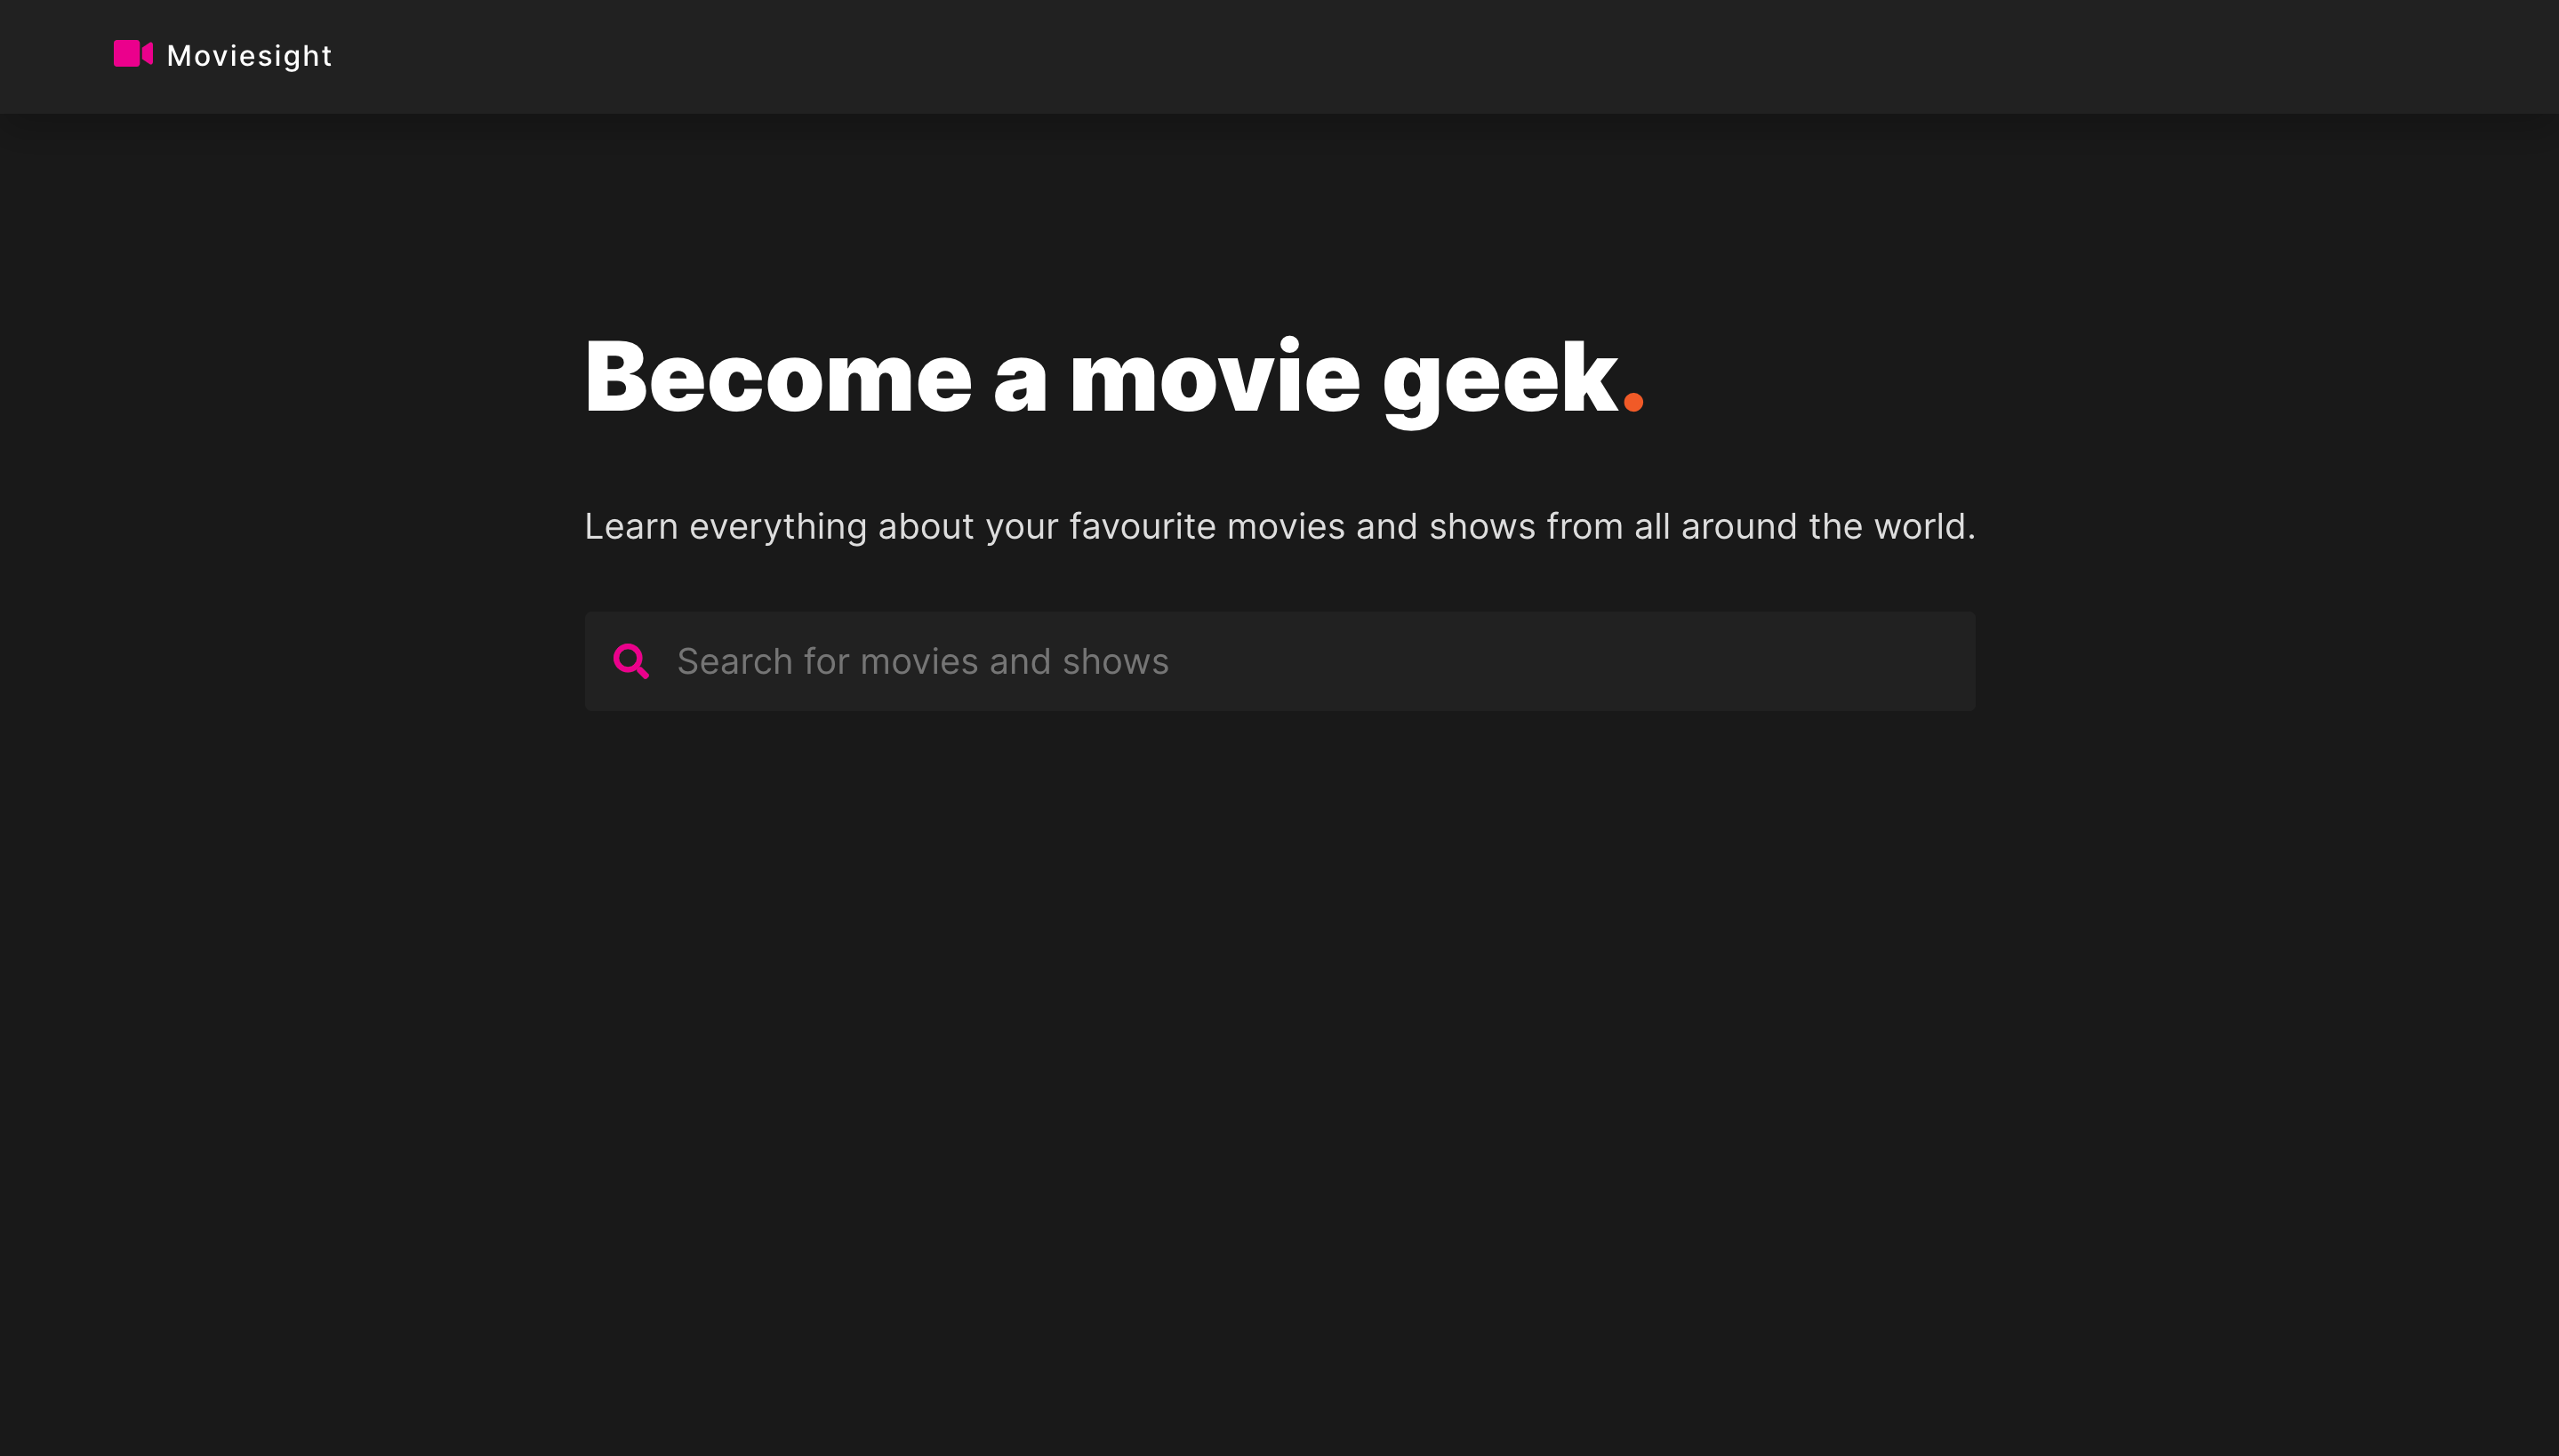 Moviesight
Become a movie geek.
Learn everything about your favourite movies and shows from all around the world.
Search for movies and shows